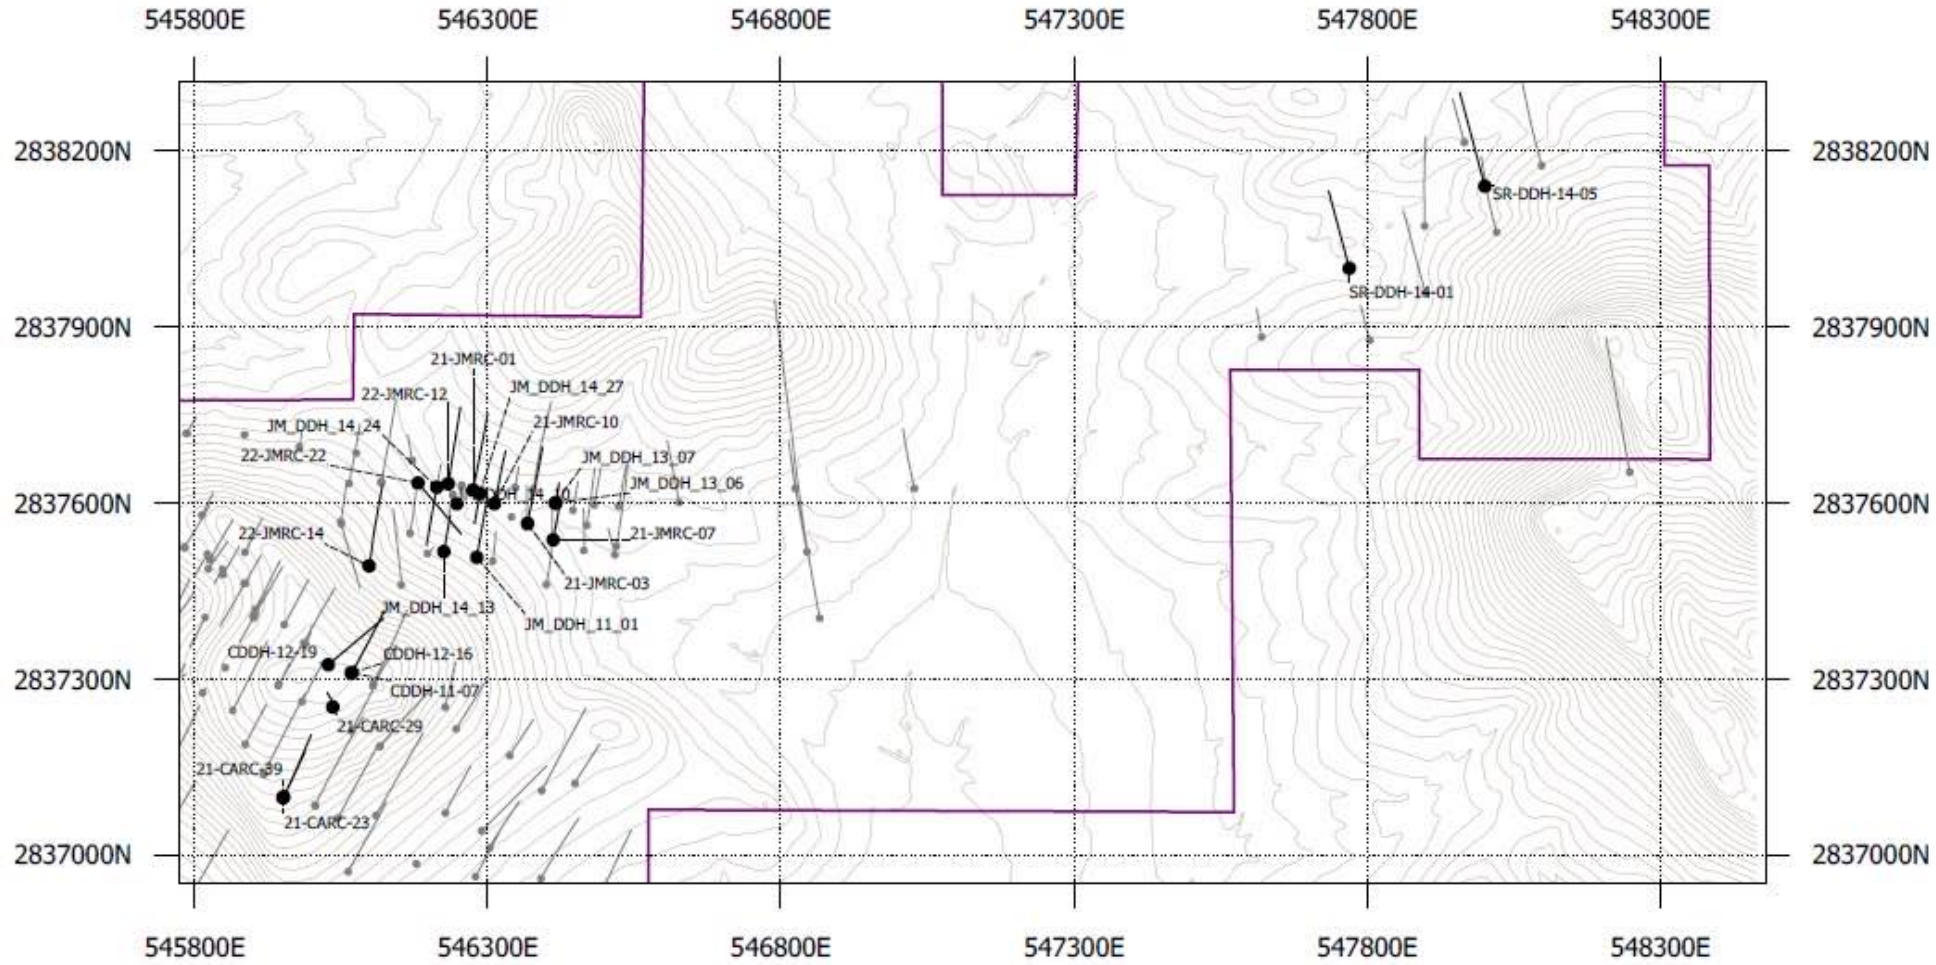 545800E 546300E 546800E 547300E 547800E 548300E
2838200N 2838200N
SR-DDH-14-05
SR-DDH-14-01
2837900N 2837900N
21-JMRC-01
22-JMRC-12
JM_DDH_14_27
JM_DDH_14_24
21-JMRC-10
22-JMRC-22
JM_DDH_13_07
JM_DDH_13_06
2837600N 2837600N
22-JMRC-14
21-JMRC-07
21-JMRC-03
JM_DDH_14_13
JM_DDH_11_01
CDDH-12-19
CDDH-12-16
2837300N 2837300N
CDDH-11-07
21-CARC-29
21-CARC-39
21-CARC-23
2837000N 2837000N
545800E 546300E 546800E 547300E 547800E 548300E